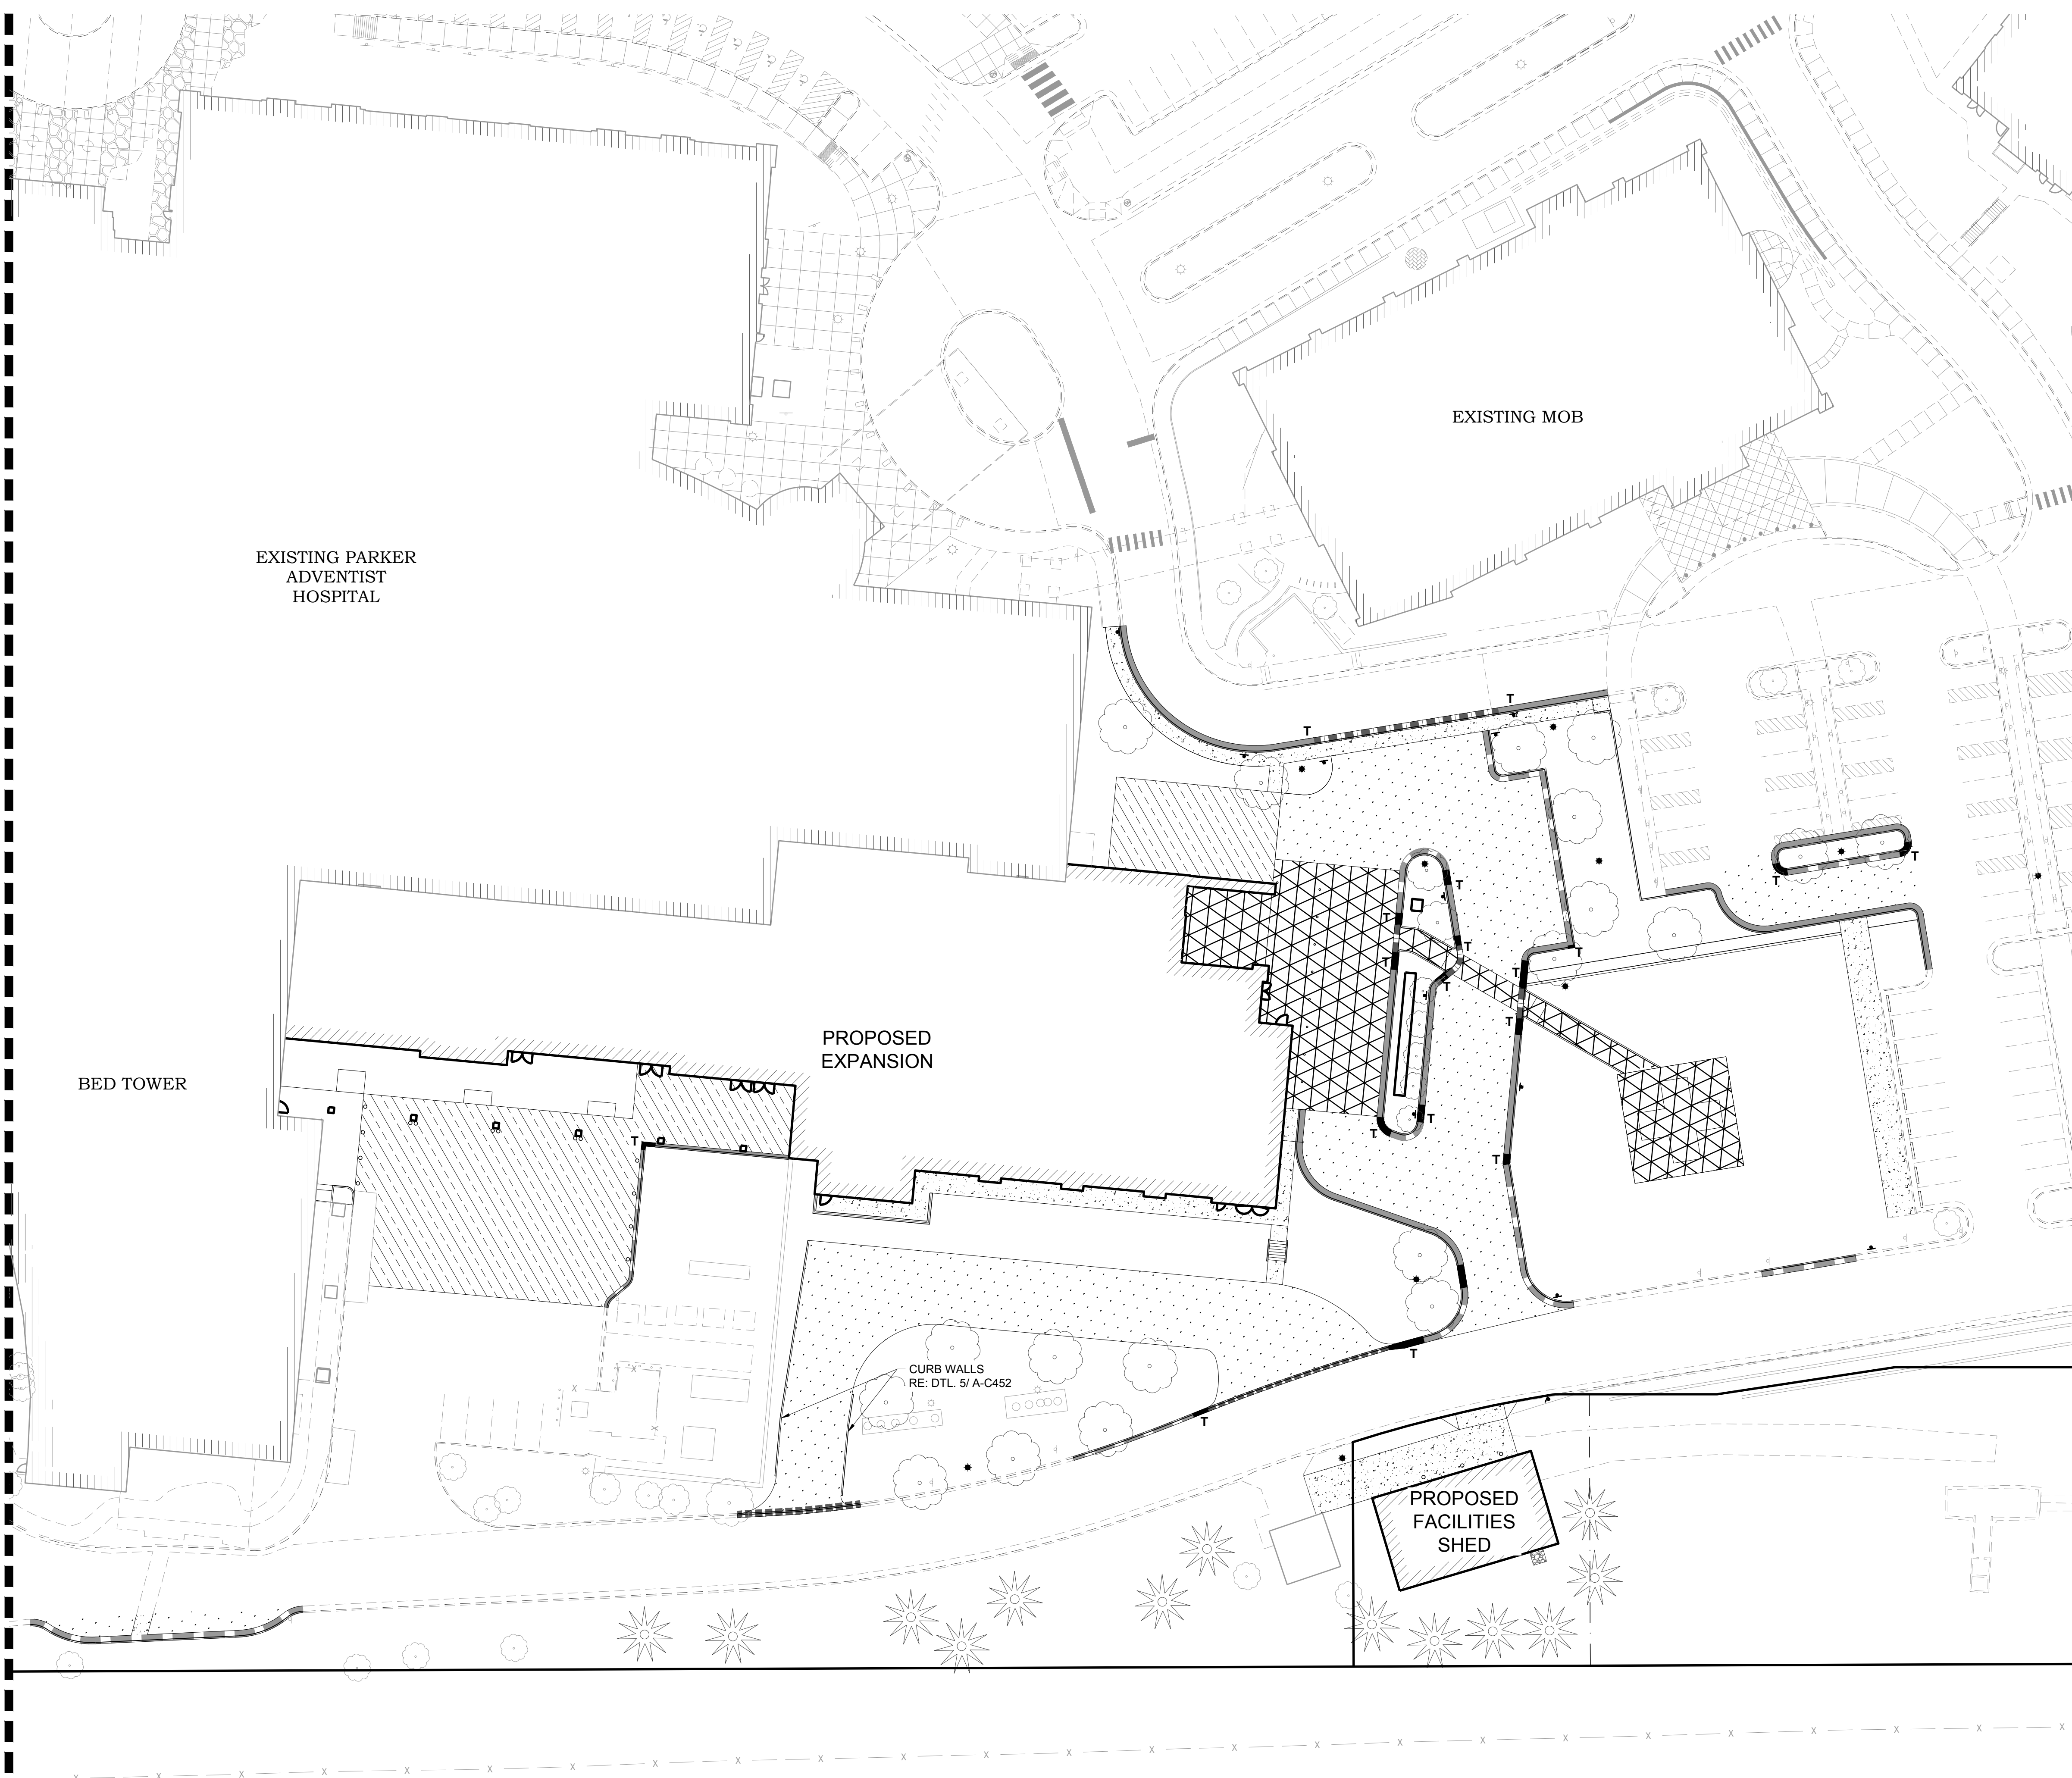 EXISTING MOB
EXISTING PARKER
ADVENTIST
HOSPITAL
T
T
T
T
T
T
T
T
T
T
T
PROPOSED
EXPANSION
T
BED TOWER
T
T
T
T
T
CURB WALLS
RE: DTL. 5/ A-C452
T
T
PROPOSED
FACILITIES
SHED